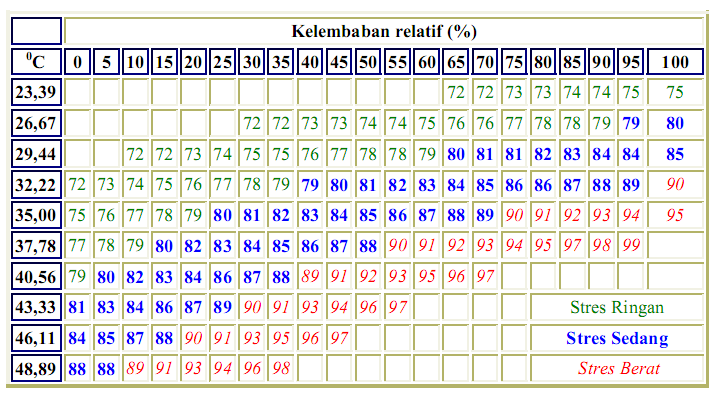 Kelembaban relatif (%)
⁰C 0 5 10 15 20 25 30 35 40 45 50 55 60 65 70 75 80 85 90 95 100
23,39 72 72 73 73 74 74 75 75
26,67 72 72 73 73 74 74 75 76 76 77 78 78 79 79 80
29,44 72 72 73 74 75 75 76 77 78 78 79 80 81 81 82 83 84 84 85
32,22 72 73 74 75 76 77 78 79 79 80 81 82 83 84 85 86 86 87 88 89 90
35,00 75 76 77 78 79 80 81 82 83 84 85 86 87 88 89 90 91 92 93 94 95
37,78 77 78 79 80 82 83 84 85 86 87 88 90 91 92 93 94 95 97 98 99
40,56 79 80 82 83 84 86 87 88 89 91 92 93 95 96 97
43,33 81 83 84 86 87 89 90 91 93 94 96 97 Stres Ringan
46,11 84 85 87 88 90 91 93 95 96 97 Stres Sedang
48,89 88 88 89 91 93 94 96 98 Stres Berat